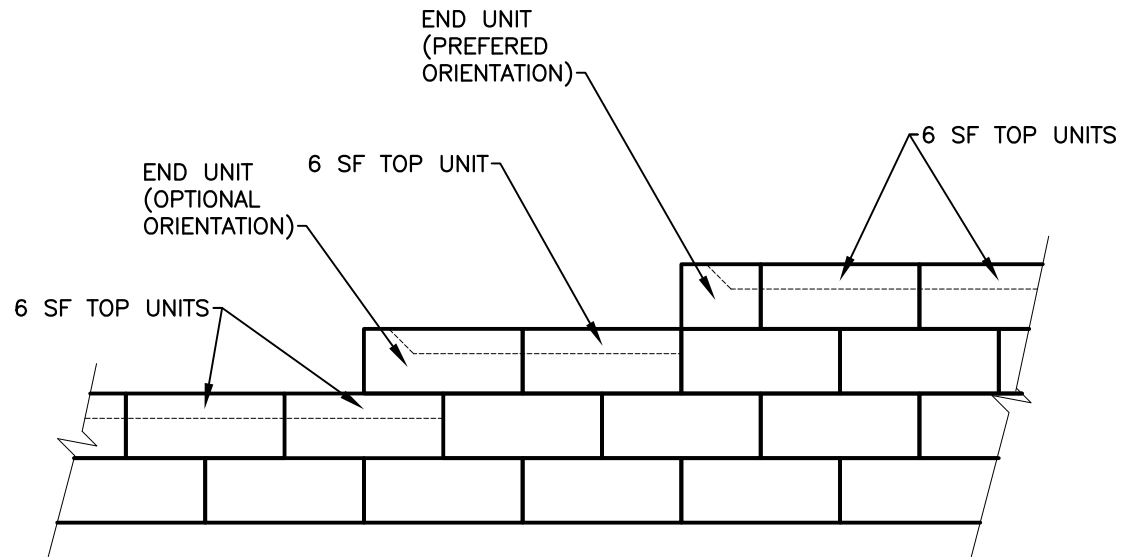 END UNIT
(PREFERED
ORIENTATION)
6 SF TOP UNITS
6 SF TOP UNIT
END UNIT
(OPTIONAL
ORIENTATION)
6 SF TOP UNITS